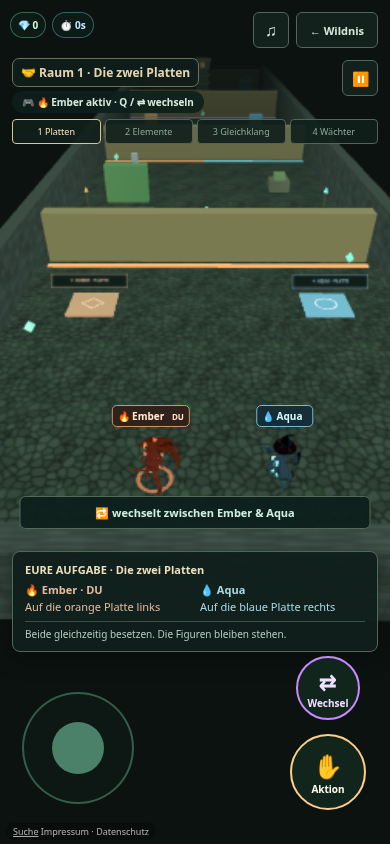 0
0s
♫
← Wildnis
Raum 1 · Die zwei Platten
Ember aktiv · Q / ⇄ wechseln
1 Platten
2 Elemente
3 Gleichklang
4 Wächter
Ember DU
Aqua
wechselt zwischen Ember & Aqua
EURE AUFGABE · Die zwei Platten
Ember · DU
Auf die orange Platte links
Aqua
Auf die blaue Platte rechts
Beide gleichzeitig besetzen. Die Figuren bleiben stehen.
⇄
Wechsel
Aktion
Suche Impressum · Datenschutz